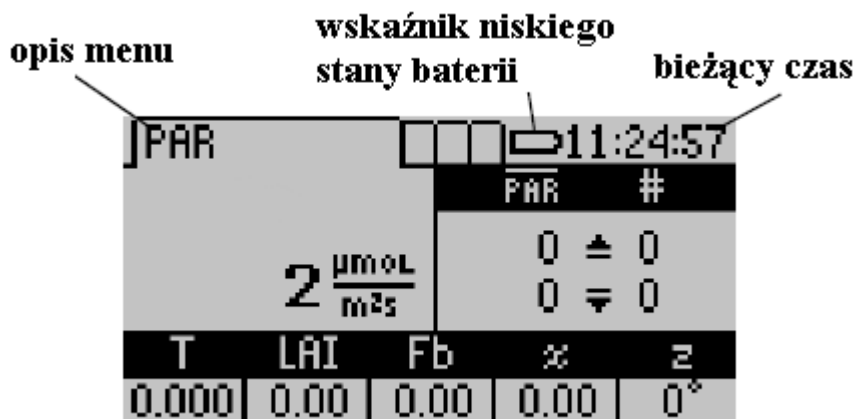 opis menu
wskaźnik niskiego
stany baterii
bieżący czas
PAR
11:24:57
PAR #
2 µmol/m²s
0 0
0 0
T LAI Fb x z
0.000 0.00 0.00 0.00 0°